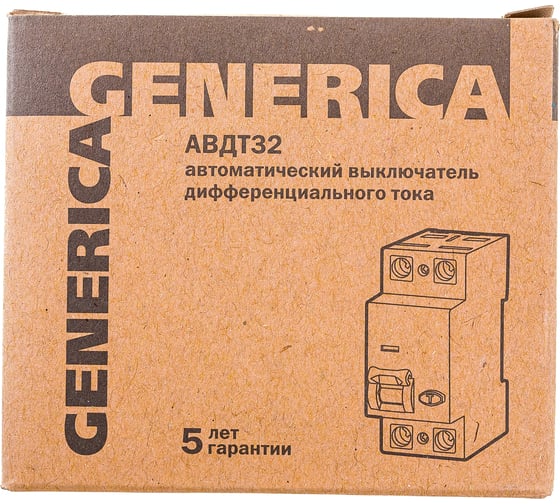 GENERICA
GENERICA
АВДТ32
автоматический выключатель
дифференциального тока
T
5 лет
гарантии